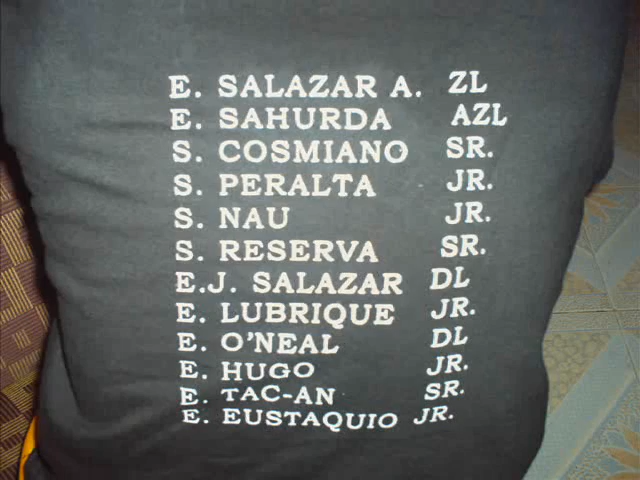 E. SALAZAR A. ZL
E. SAHURDA AZL
S. COSMIANO SR.
S. PERALTA JR.
S. NAU JR.
S. RESERVA SR.
E.J. SALAZAR DL
E. LUBRIQUE JR.
E. O'NEAL DL
E. HUGO JR.
E. TAC-AN SR.
E. EUSTAQUIO JR.